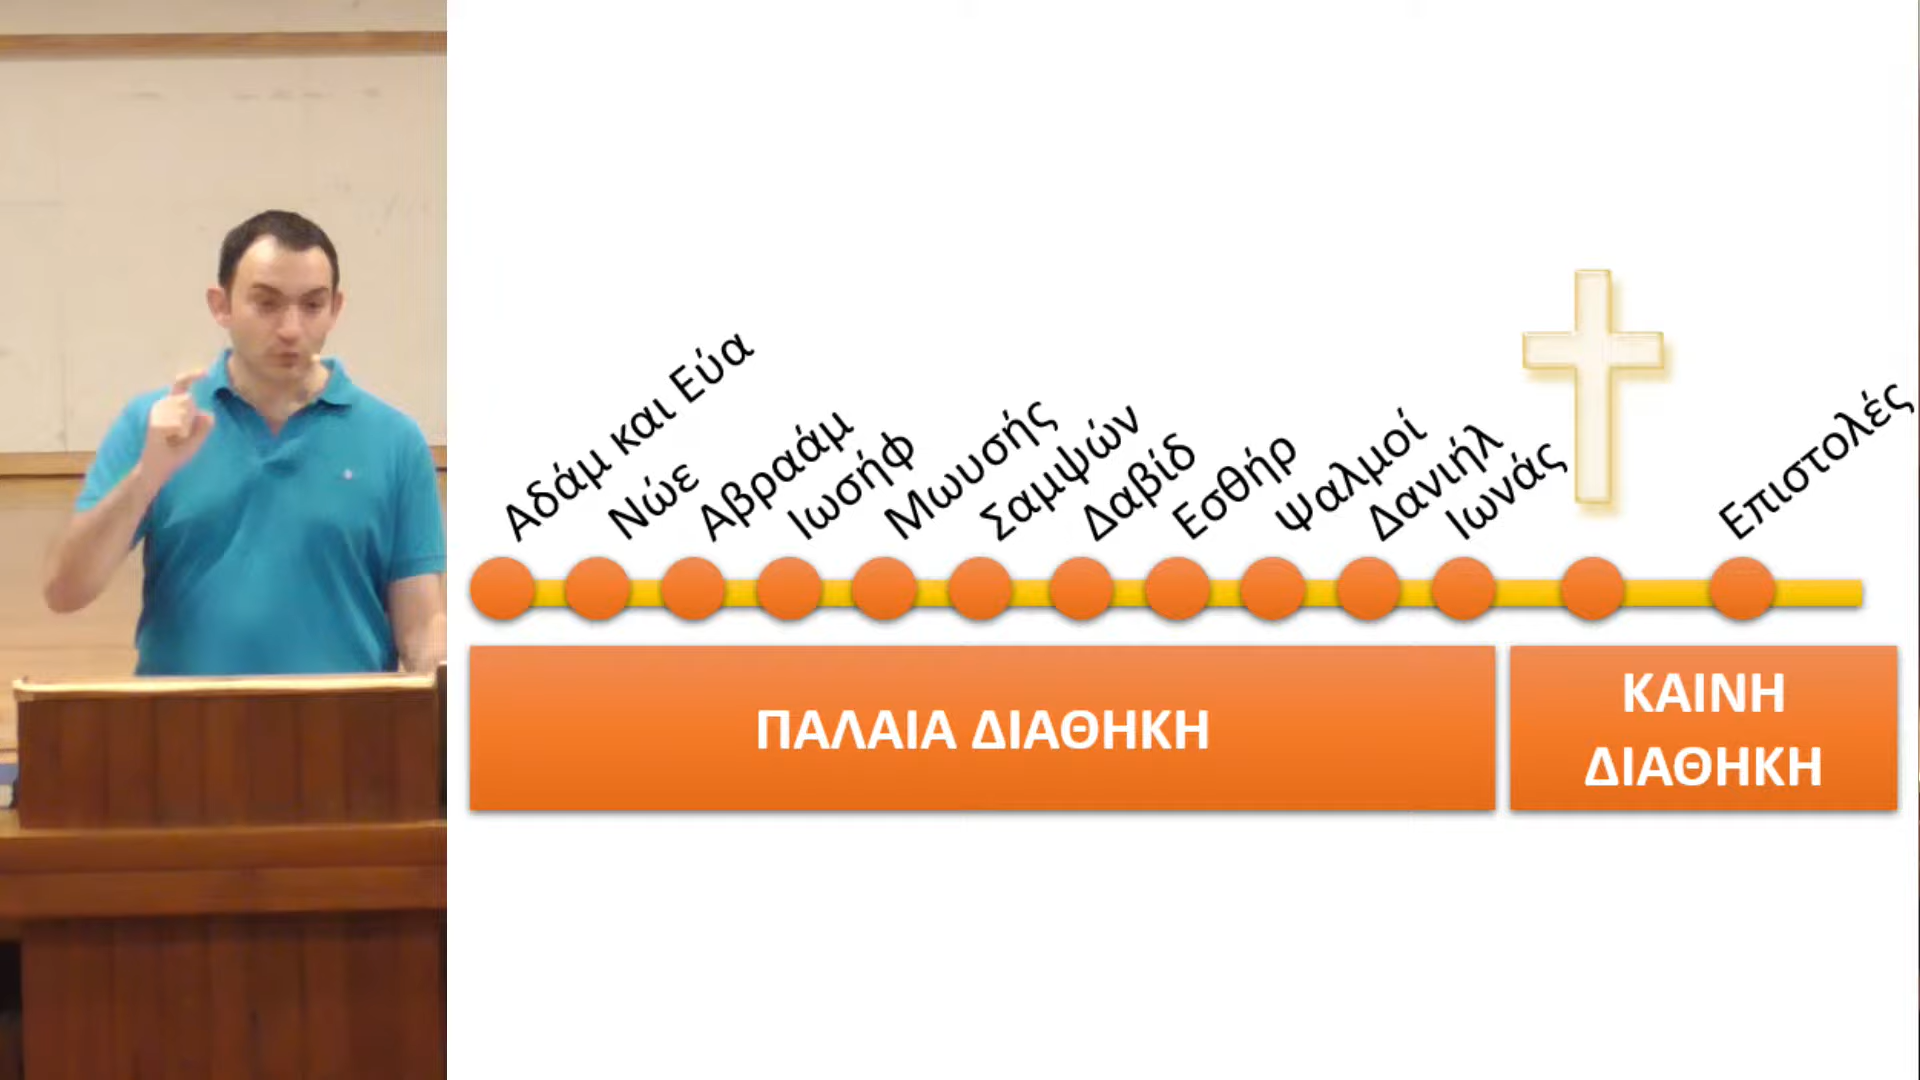 Αδάμ και Εύα
Νώε
Αβραάμ
Ιωσήφ
Μωυσής
Σαμψών
Δαβίδ
Εσθήρ
Ψαλμοί
Δανιήλ
Ιωνάς
Επιστολές
ΠΑΛΑΙΑ ΔΙΑΘΗΚΗ
ΚΑΙΝΗ
ΔΙΑΘΗΚΗ